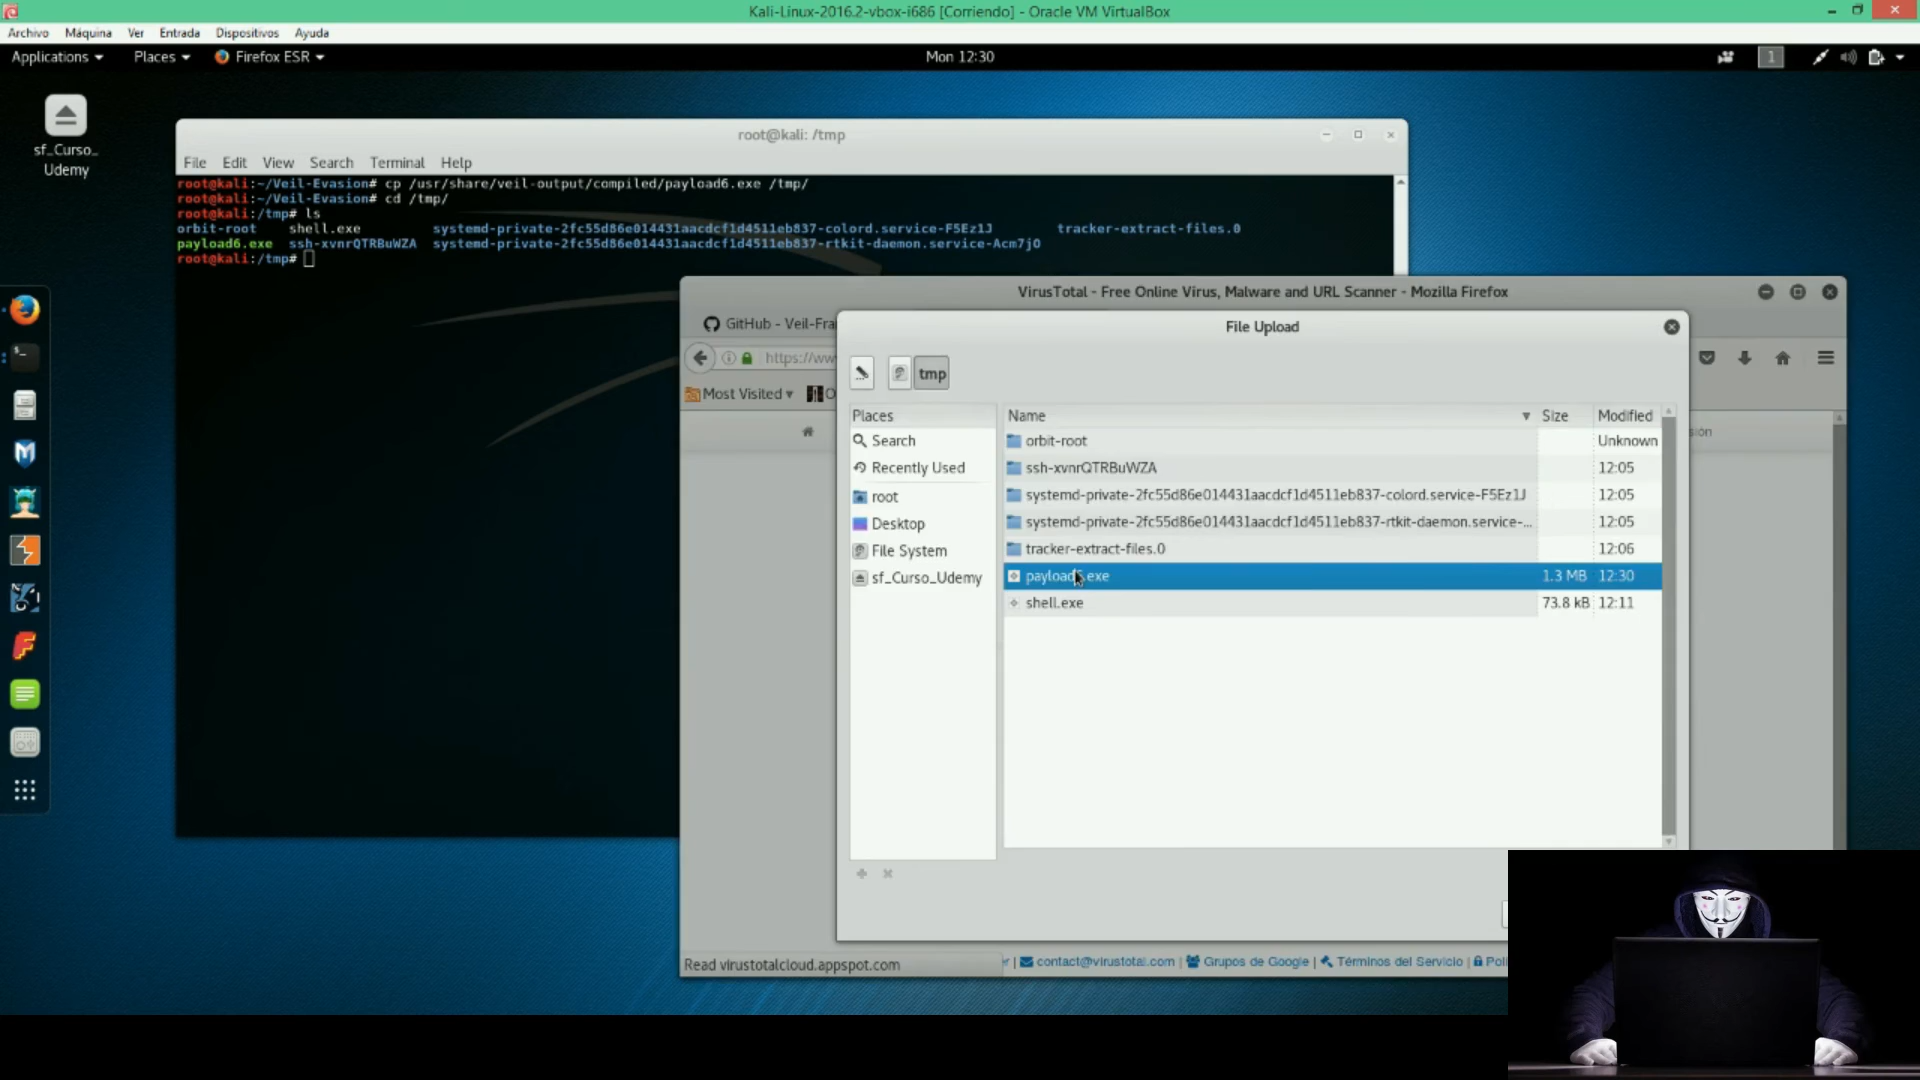 Kali-Linux-2016.2-vbox-i686 [Corriendo] - Oracle VM VirtualBox
Archivo Máquina Ver Entrada Dispositivos Ayuda
Applications Places Firefox ESR Mon 12:30 1
sf_Curso_
Udemy
root@kali: /tmp
File Edit View Search Terminal Help
root@kali:~/Veil-Evasion# cp /usr/share/veil-output/compiled/payload6.exe /tmp/
root@kali:~/Veil-Evasion# cd /tmp/
root@kali:/tmp# ls
orbit-root shell.exe systemd-private-2fc55d86e014431aacdcf1d4511eb837-colord.service-F5Ez1J tracker-extract-files.0
payload6.exe ssh-xvnrQTRBuWZA systemd-private-2fc55d86e014431aacdcf1d4511eb837-rtkit-daemon.service-Acm7jO
root@kali:/tmp#
VirusTotal - Free Online Virus, Malware and URL Scanner - Mozilla Firefox
GitHub - Veil-Fra
File Upload
https://ww
tmp
Most Visited
Places
Name Size Modified
Search
orbit-root Unknown
Recently Used
ssh-xvnrQTRBuWZA 12:05
root
systemd-private-2fc55d86e014431aacdcf1d4511eb837-colord.service-F5Ez1J 12:05
Desktop
systemd-private-2fc55d86e014431aacdcf1d4511eb837-rtkit-daemon.service-... 12:05
File System
tracker-extract-files.0 12:06
sf_Curso_Udemy
payload6.exe 1.3 MB 12:30
shell.exe 73.8 kB 12:11
Read virustotalcloud.appspot.com
contact@virustotal.com | Grupos de Google | Términos del Servicio | Polí